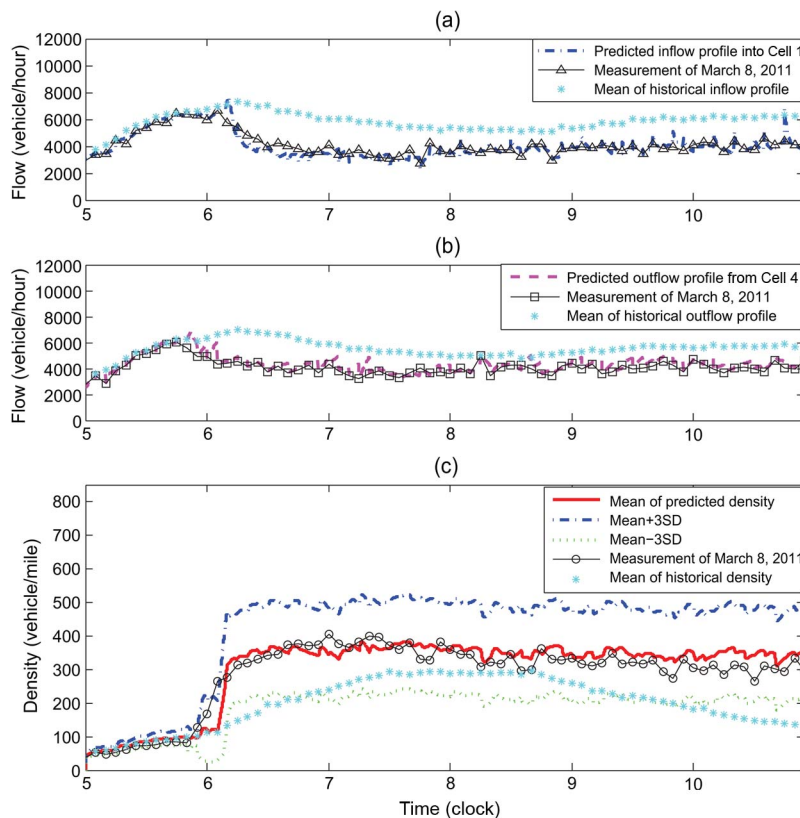 (a)
12000
10000
8000
6000
4000
2000
0
Flow (vehicle/hour)
Predicted inflow profile into Cell 1
Measurement of March 8, 2011
Mean of historical inflow profile
5 6 7 8 9 10
(b)
12000
10000
8000
6000
4000
2000
0
Flow (vehicle/hour)
Predicted outflow profile from Cell 4
Measurement of March 8, 2011
Mean of historical outflow profile
5 6 7 8 9 10
(c)
800
700
600
500
400
300
200
100
0
Density (vehicle/mile)
Mean of predicted density
Mean+3SD
Mean−3SD
Measurement of March 8, 2011
Mean of historical density
5 6 7 8 9 10
Time (clock)